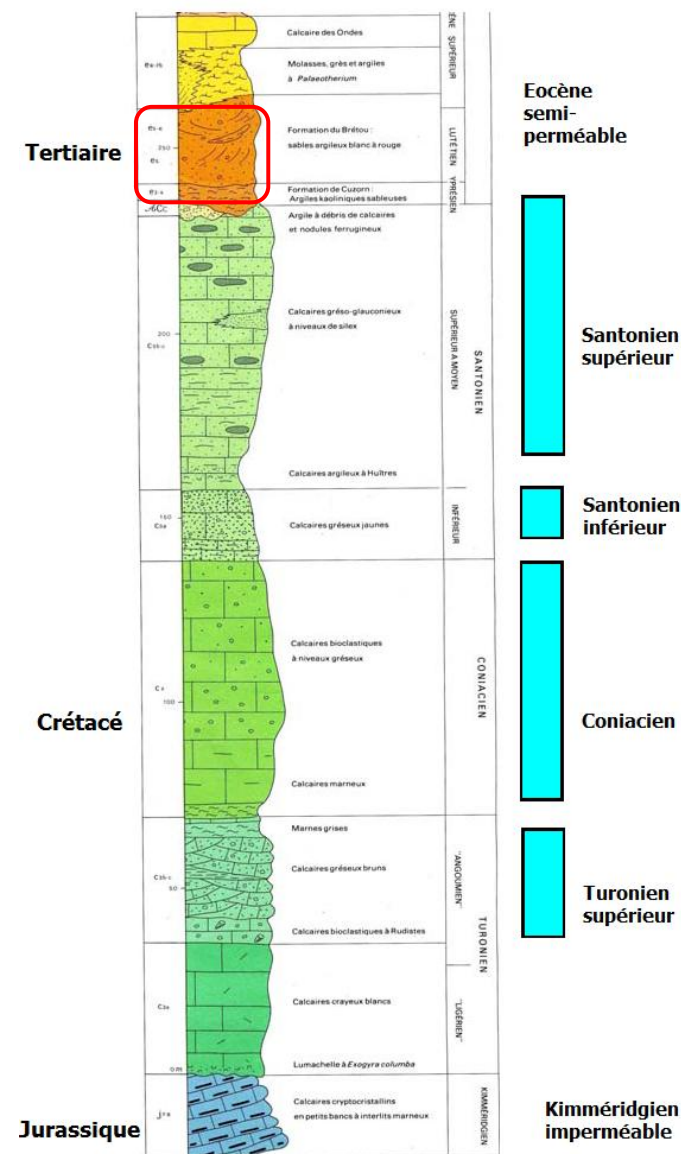 ÈNE SUPÉRIEUR
Calcaire des Ondes
Molasses, grès et argiles
à Palaeotherium
Eocène
semi-
perméable
Tertiaire
250
Formation du Brétou :
sables argileux blanc à rouge
LUTÉTIEN
YPRÉSIEN
Formation de Cuzorn :
Argiles kaoliniques sableuses
Argile à débris de calcaires
et nodules ferrugineux
Calcaires gréso-glauconieux
à niveaux de silex
200
SUPÉRIEUR A MOYEN
SANTONIEN
Santonien
supérieur
Calcaires argileux à Huîtres
150
Calcaires gréseux jaunes
INFÉRIEUR
Santonien
inférieur
Calcaires bioclastiques
à niveaux gréseux
CONIACIEN
Crétacé
100
Coniacien
Calcaires marneux
Marnes grises
Calcaires gréseux bruns
50
"ANGOUMIEN"
TURONIEN
Turonien
supérieur
Calcaires bioclastiques à Rudistes
Calcaires crayeux blancs
"LIGÉRIEN"
0m
Lumachelle à Exogyra columba
Calcaires cryptocristallins
en petits bancs à interlits marneux
KIMMÉRIDGIEN
Jurassique
Kimméridgien
imperméable